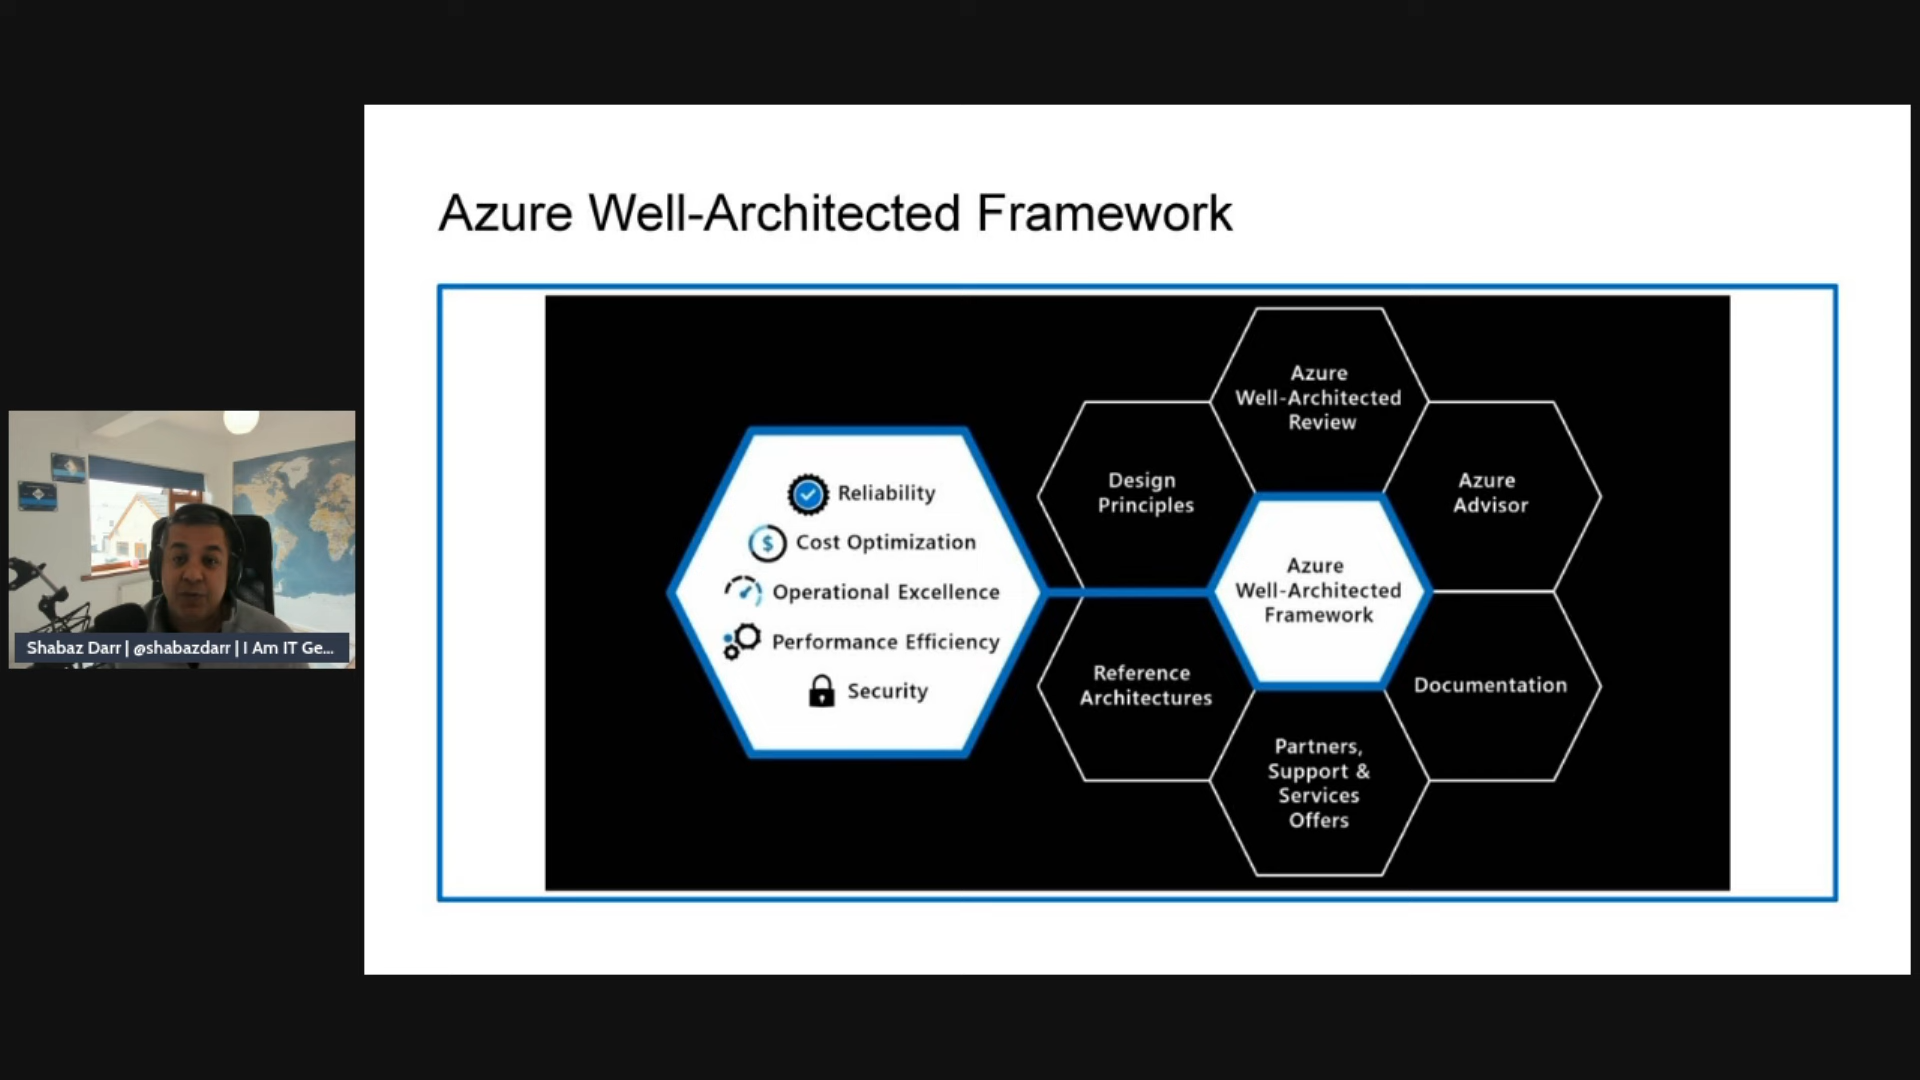 Azure Well-Architected Framework
Reliability
$ Cost Optimization
Operational Excellence
Performance Efficiency
Security
Azure
Well-Architected
Review
Design
Principles
Azure
Advisor
Azure
Well-Architected
Framework
Reference
Architectures
Documentation
Partners,
Support &
Services
Offers
Shabaz Darr | @shabazdarr | I Am IT Ge...